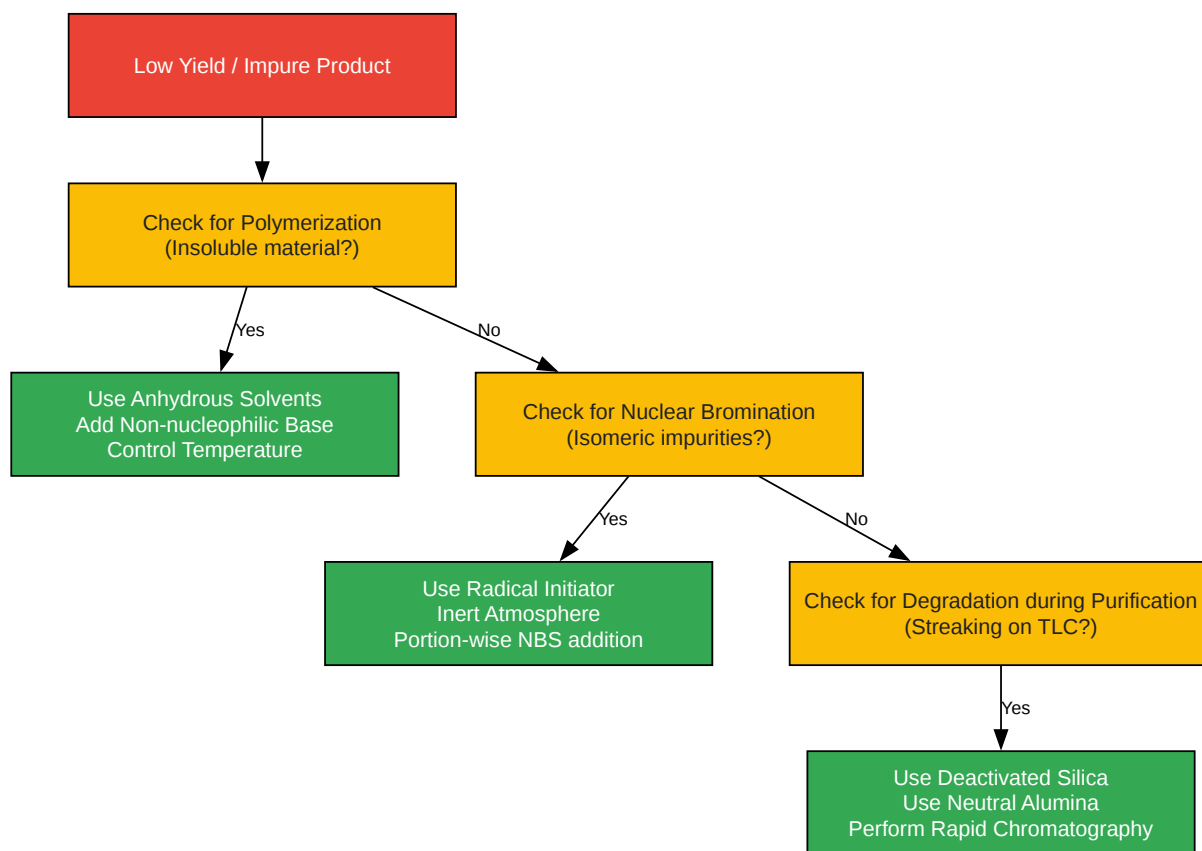 Low Yield / Impure Product
Check for Polymerization
(Insoluble material?)
Yes
No
Use Anhydrous Solvents
Add Non-nucleophilic Base
Control Temperature
Check for Nuclear Bromination
(Isomeric impurities?)
Yes
No
Use Radical Initiator
Inert Atmosphere
Portion-wise NBS addition
Check for Degradation during Purification
(Streaking on TLC?)
Yes
Use Deactivated Silica
Use Neutral Alumina
Perform Rapid Chromatography